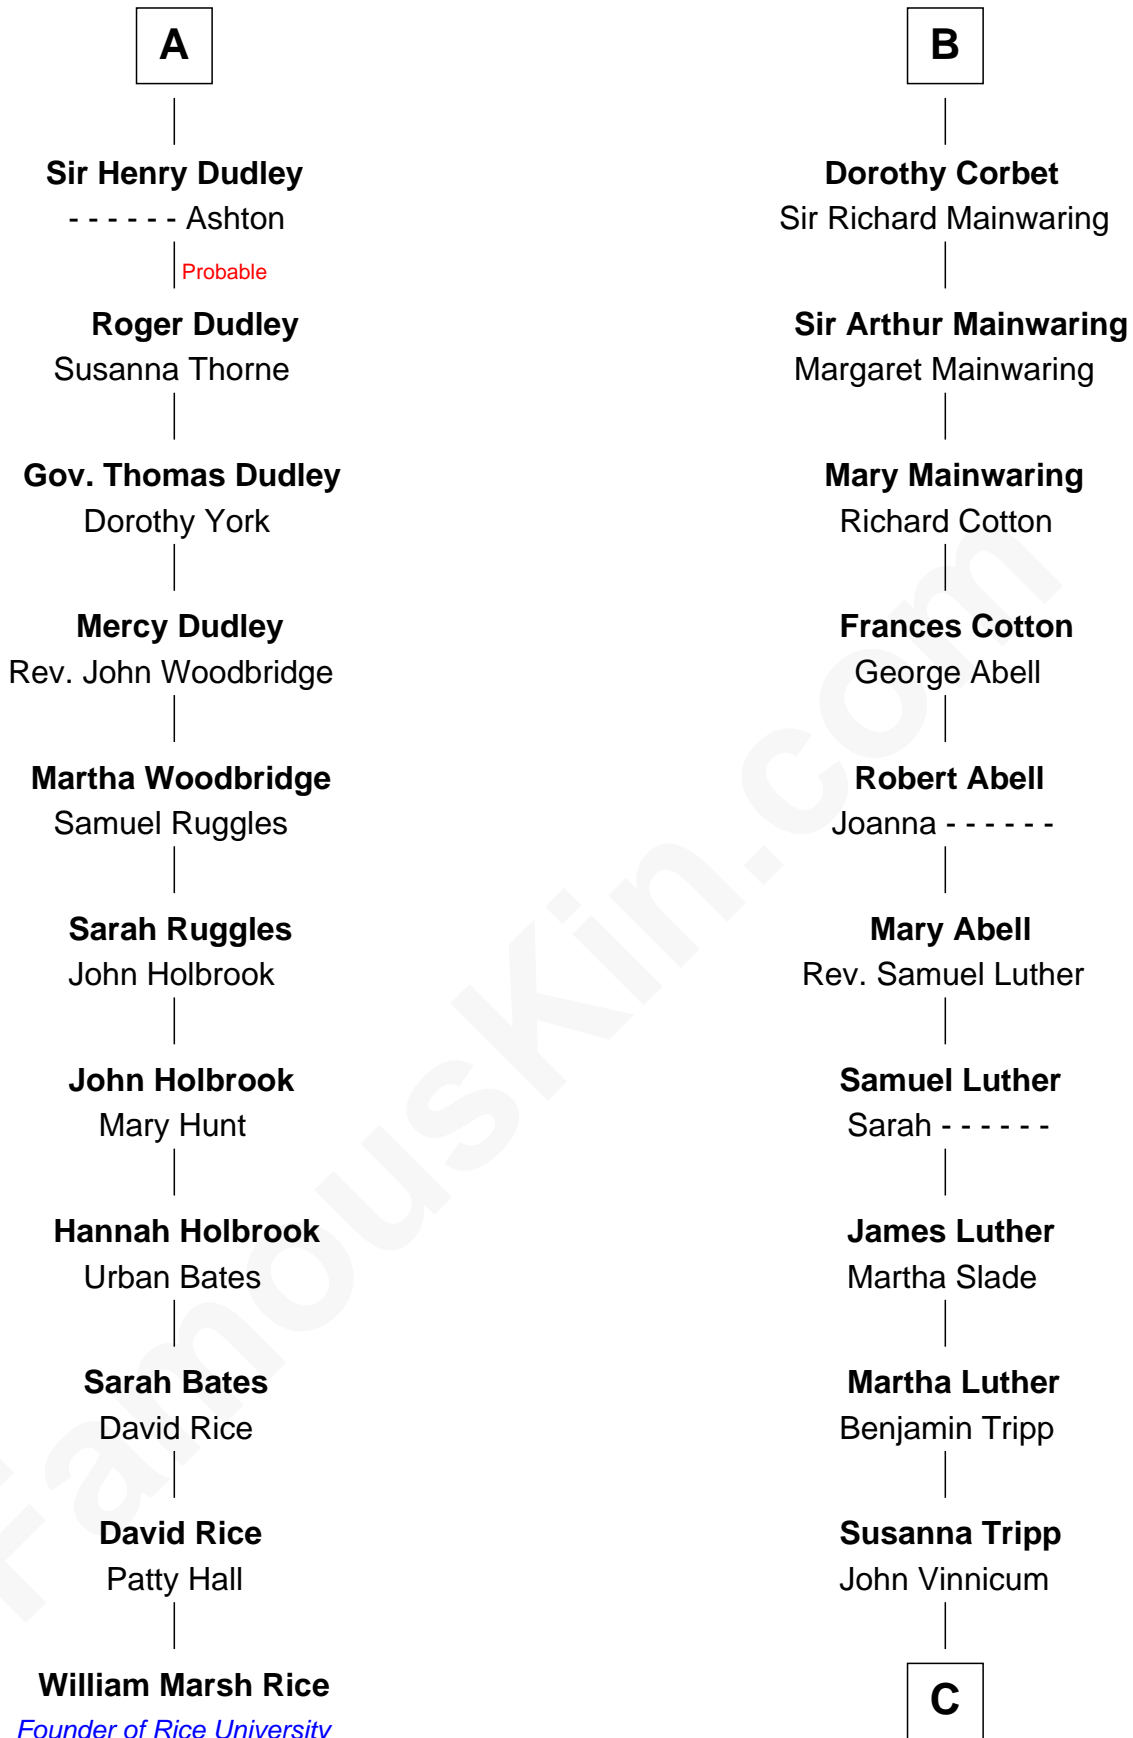 A
Sir Henry Dudley
- - - - - - Ashton
Probable
Roger Dudley
Susanna Thorne
Gov. Thomas Dudley
Dorothy York
Mercy Dudley
Rev. John Woodbridge
Martha Woodbridge
Samuel Ruggles
Sarah Ruggles
John Holbrook
John Holbrook
Mary Hunt
Hannah Holbrook
Urban Bates
Sarah Bates
David Rice
David Rice
Patty Hall
William Marsh Rice
Founder of Rice University
B
Dorothy Corbet
Sir Richard Mainwaring
Sir Arthur Mainwaring
Margaret Mainwaring
Mary Mainwaring
Richard Cotton
Frances Cotton
George Abell
Robert Abell
Joanna - - - - - -
Mary Abell
Rev. Samuel Luther
Samuel Luther
Sarah - - - - - -
James Luther
Martha Slade
Martha Luther
Benjamin Tripp
Susanna Tripp
John Vinnicum
C
FamousKin.com